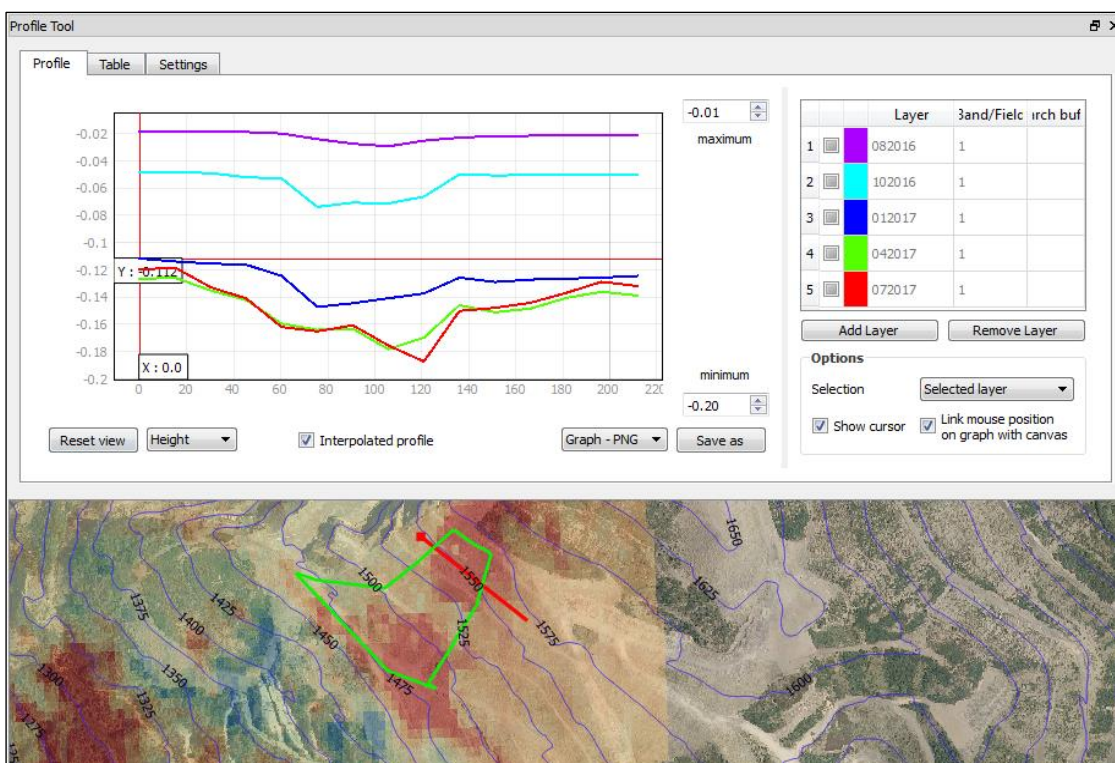 Profile Tool
Profile Table Settings
-0.02
-0.04
-0.06
-0.08
-0.1
-0.12
-0.14
-0.16
-0.18
-0.2
Y : -0.112
X : 0.0
0 20 40 60 80 100 120 140 160 180 200 220
-0.01
maximum
minimum
-0.20
Reset view Height Interpolated profile Graph - PNG Save as
Layer Band/Field arch buf
1 082016 1
2 102016 1
3 012017 1
4 042017 1
5 072017 1
Add Layer Remove Layer
Options
Selection Selected layer
Show cursor Link mouse position
on graph with canvas
1650
1625
1600
1575
1550
1525
1500
1475
1450
1425
1400
1375
1350
1325
1300
1275